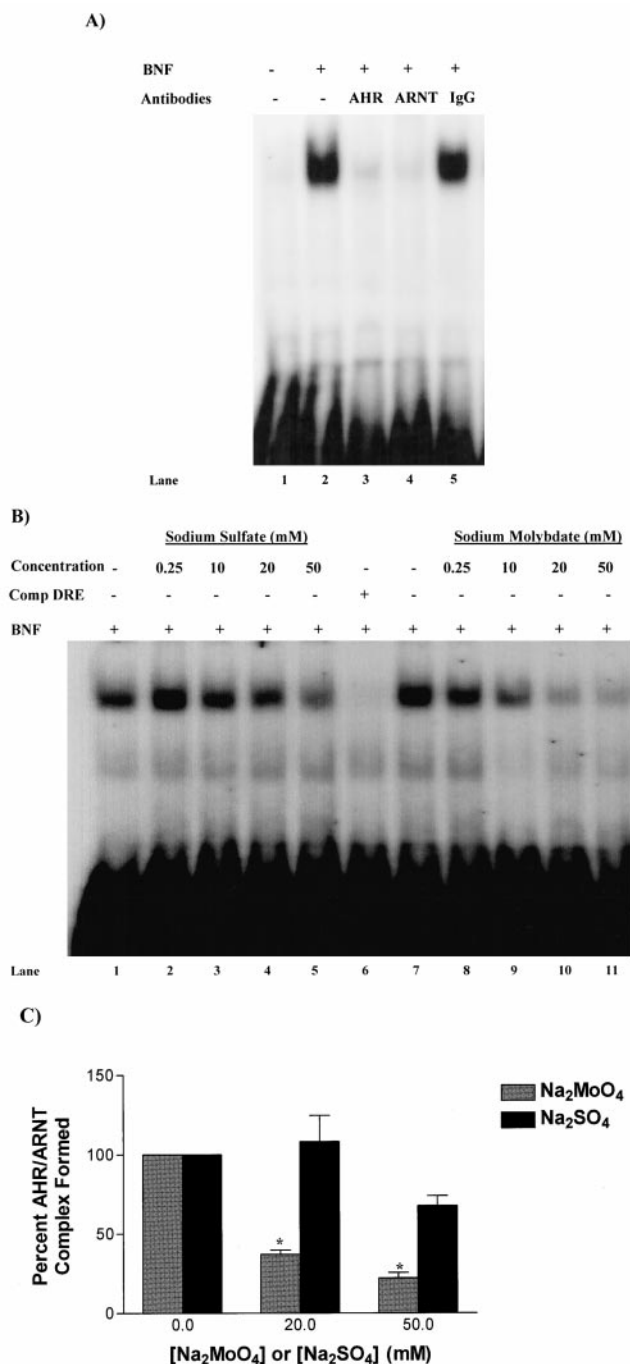 A)
BNF - + + + +
Antibodies - - AHR ARNT IgG
Lane 1 2 3 4 5
B)
Sodium Sulfate (mM) Sodium Molybdate (mM)
Concentration - 0.25 10 20 50 - - 0.25 10 20 50
Comp DRE - - - - - + - - - - -
BNF + + + + + + + + + + +
Lane 1 2 3 4 5 6 7 8 9 10 11
C)
Percent AHR/ARNT
Complex Formed
150
100
50
0
* *
0.0 20.0 50.0
[Na₂MoO₄] or [Na₂SO₄] (mM)
Na₂MoO₄
Na₂SO₄